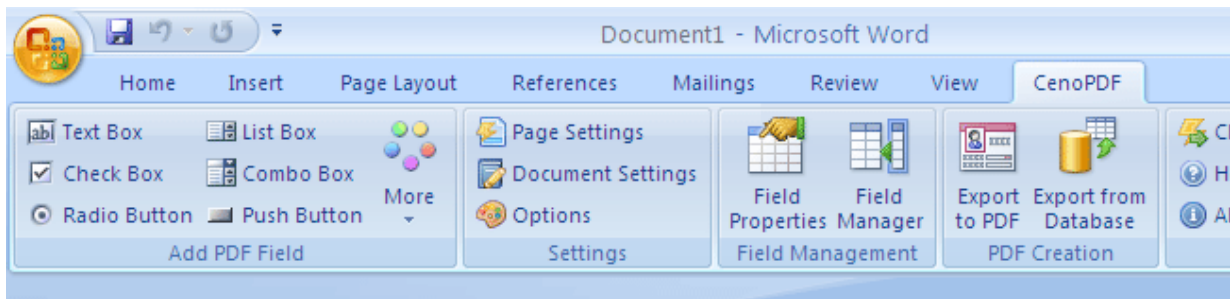 Document1 - Microsoft Word
Home Insert Page Layout References Mailings Review View CenoPDF
ab| Text Box List Box Page Settings
Check Box Combo Box Document Settings
Radio Button Push Button More Options
Field Properties Field Manager Export to PDF Export from Database
Add PDF Field Settings Field Management PDF Creation